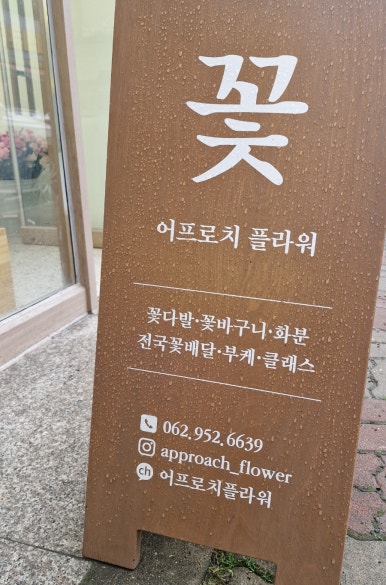 꽃
어프로치 플라워
꽃다발·꽃바구니·화분
전국꽃배달·부케·클래스
062.952.6639
approach_flower
ch 어프로치플라워